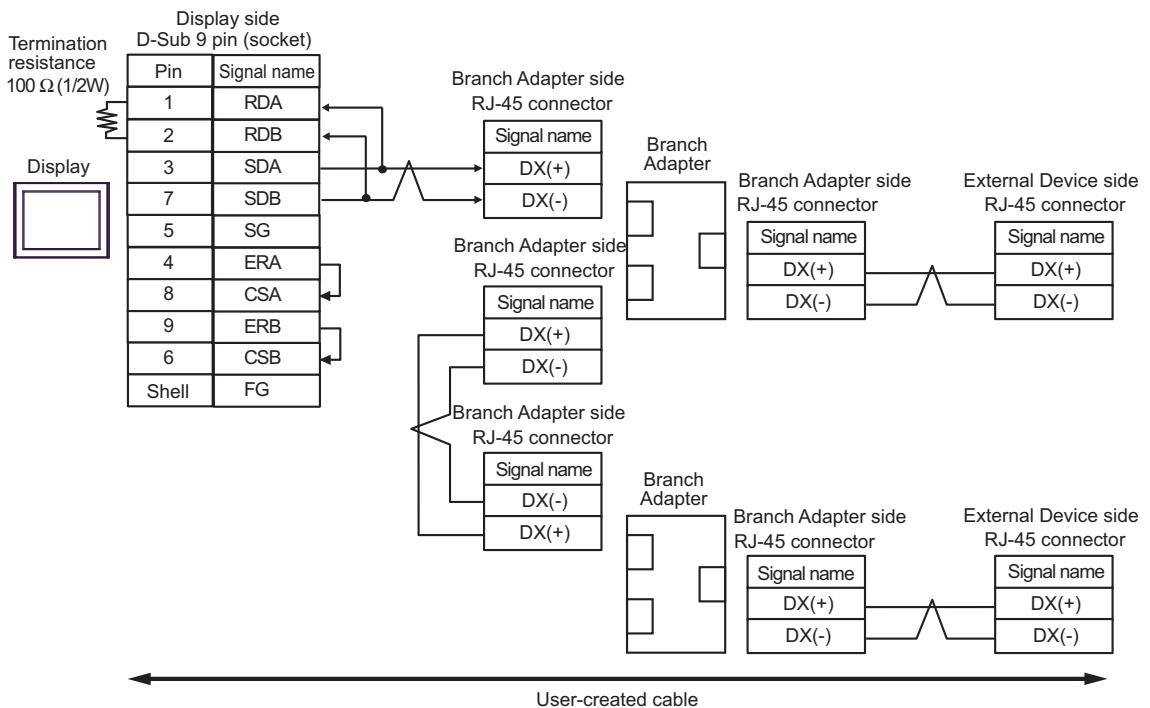 Display side
D-Sub 9 pin (socket)
Termination
resistance
100 Ω (1/2W)
Pin Signal name
1 RDA
2 RDB
3 SDA
7 SDB
5 SG
4 ERA
8 CSA
9 ERB
6 CSB
Shell FG
Display
Branch Adapter side
RJ-45 connector
Signal name
DX(+)
DX(-)
Branch
Adapter
Branch Adapter side
RJ-45 connector
Signal name
DX(+)
DX(-)
External Device side
RJ-45 connector
Signal name
DX(+)
DX(-)
Branch Adapter side
RJ-45 connector
Signal name
DX(+)
DX(-)
Branch Adapter side
RJ-45 connector
Signal name
DX(-)
DX(+)
Branch
Adapter
Branch Adapter side
RJ-45 connector
Signal name
DX(+)
DX(-)
External Device side
RJ-45 connector
Signal name
DX(+)
DX(-)
User-created cable